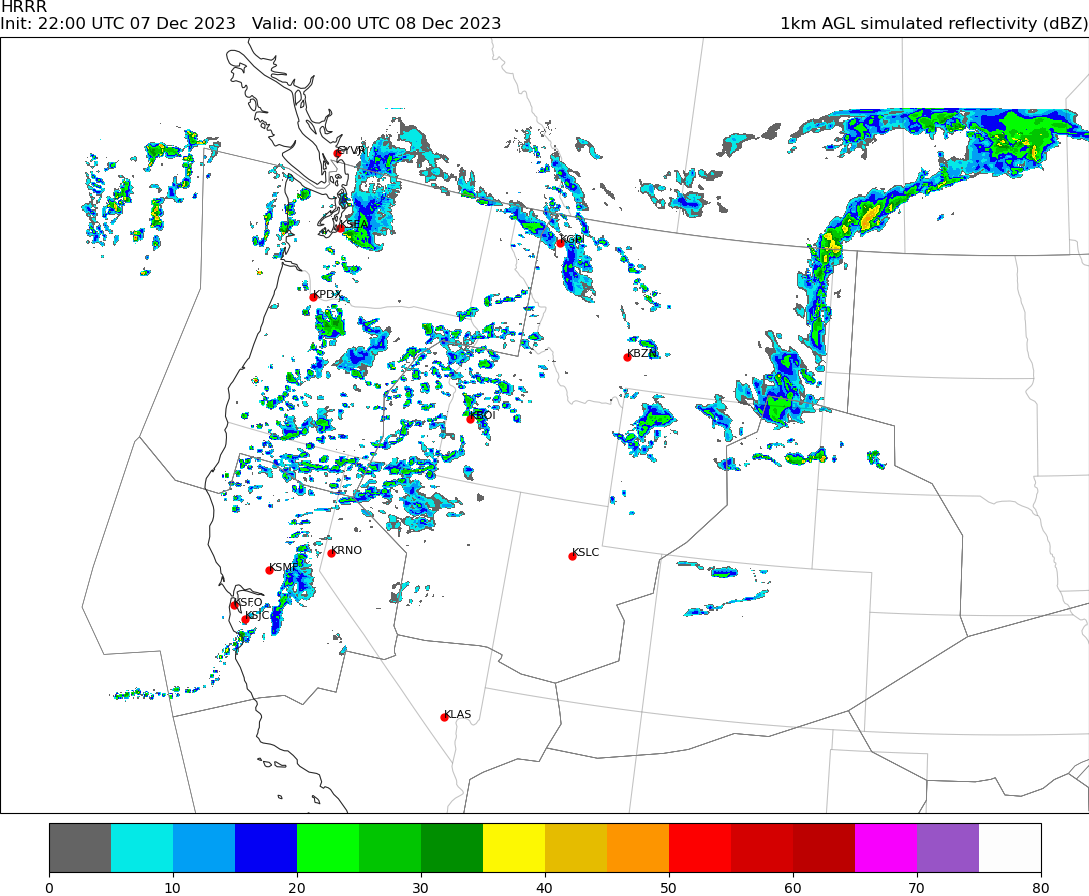 HRRR
Init: 22:00 UTC 07 Dec 2023 Valid: 00:00 UTC 08 Dec 2023 1km AGL simulated reflectivity (dBZ)
CYVR
KSEA
KGPI
KPDX
KBZN
KBOI
KRNO
KSLC
KSMF
KSFO
KSJC
KLAS
0 10 20 30 40 50 60 70 80